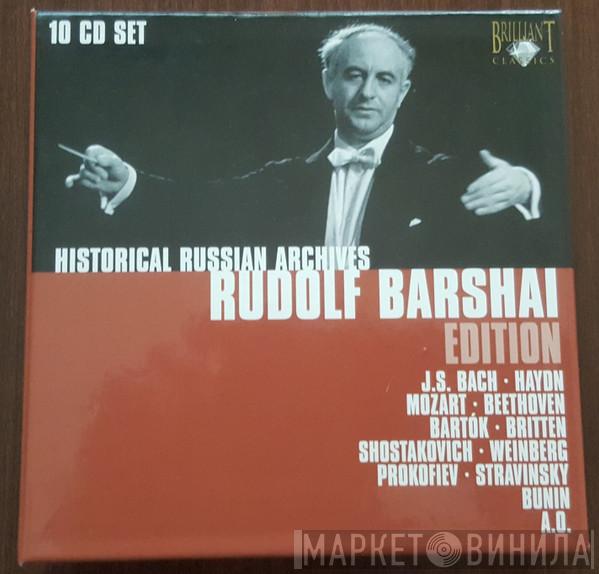 10 CD SET
BRILLIANT
CLASSICS
HISTORICAL RUSSIAN ARCHIVES
RUDOLF BARSHAI
EDITION
J.S. BACH · HAYDN
MOZART · BEETHOVEN
BARTÓK · BRITTEN
SHOSTAKOVICH · WEINBERG
PROKOFIEV · STRAVINSKY
BUNIN
A.O.
МАРКЕТ ВИНИЛА